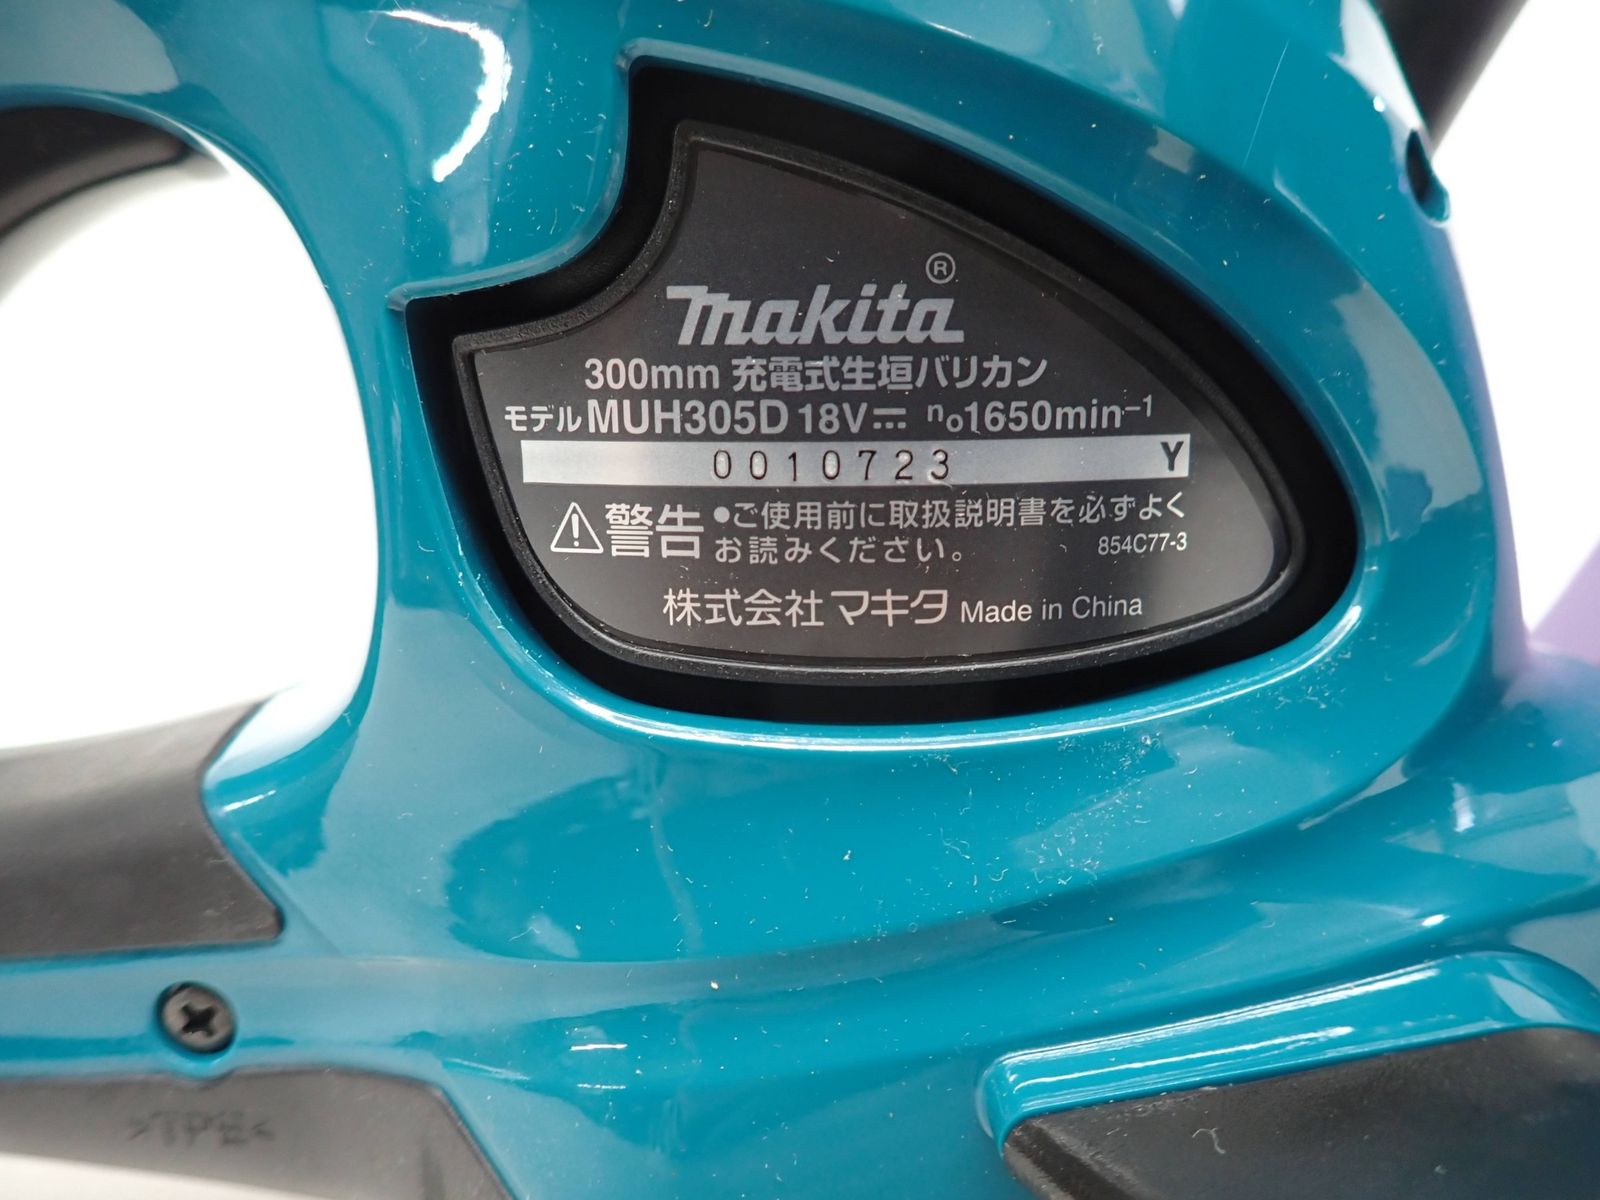 makita®
300mm 充電式生垣バリカン
モデル MUH305D 18V⎓ n₀1650min⁻¹
0010723 Y
⚠警告 •ご使用前に取扱説明書を必ずよく
お読みください。 854C77-3
株式会社マキタ Made in China
>TPE<